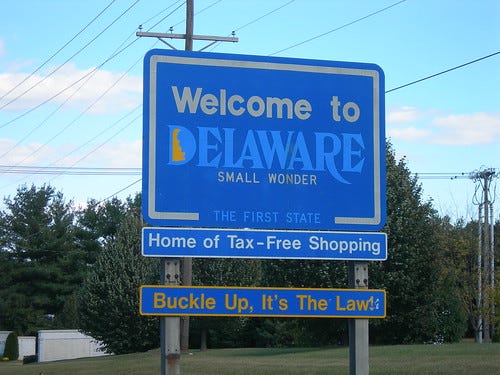 Welcome to
DELAWARE
SMALL WONDER
THE FIRST STATE
Home of Tax-Free Shopping
Buckle Up, It's The Law!